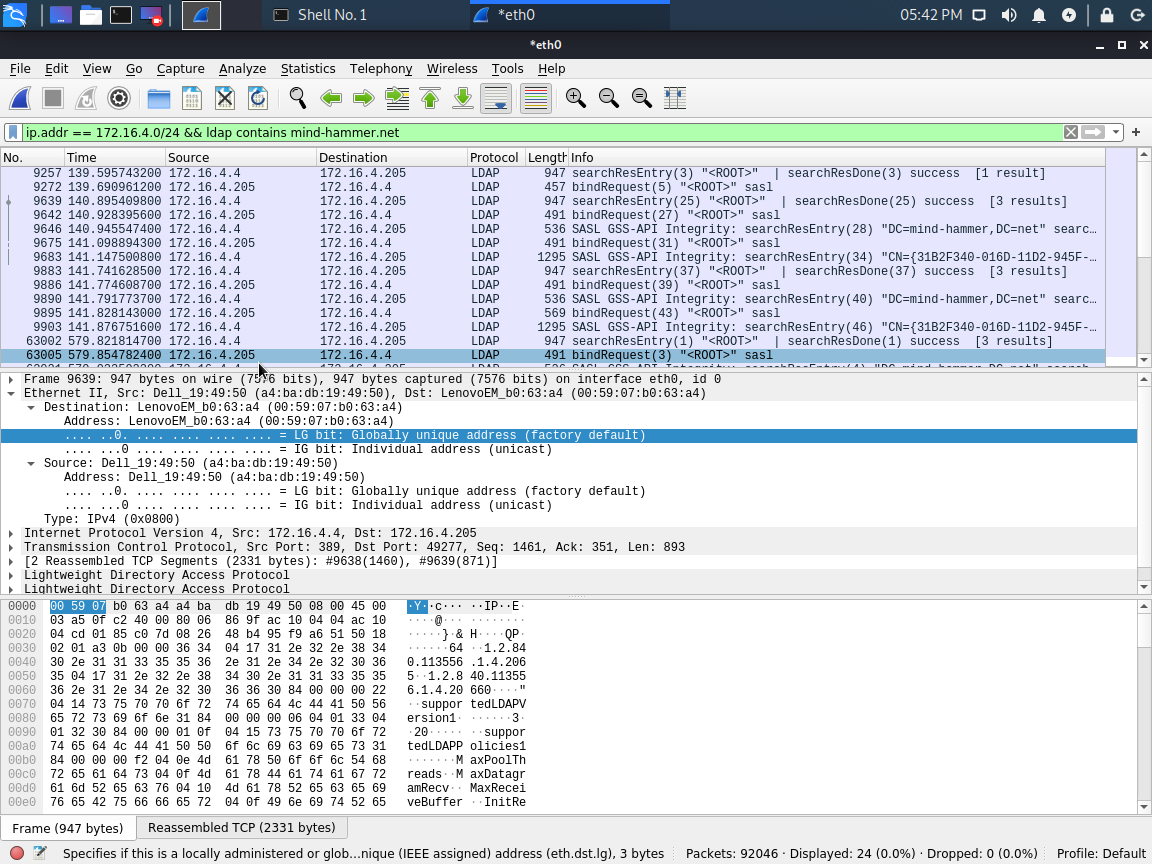 Shell No. 1
*eth0
05:42 PM
*eth0
File Edit View Go Capture Analyze Statistics Telephony Wireless Tools Help
ip.addr == 172.16.4.0/24 && ldap contains mind-hammer.net
No. Time Source Destination Protocol Length Info
9257 139.595743200 172.16.4.4 172.16.4.205 LDAP 947 searchResEntry(3) "<ROOT>" | searchResDone(3) success [1 result]
9272 139.690961200 172.16.4.205 172.16.4.4 LDAP 457 bindRequest(5) "<ROOT>" sasl
9639 140.895409800 172.16.4.4 172.16.4.205 LDAP 947 searchResEntry(25) "<ROOT>" | searchResDone(25) success [3 results]
9642 140.928395600 172.16.4.205 172.16.4.4 LDAP 491 bindRequest(27) "<ROOT>" sasl
9646 140.945547400 172.16.4.4 172.16.4.205 LDAP 536 SASL GSS-API Integrity: searchResEntry(28) "DC=mind-hammer,DC=net" searc…
9675 141.098894300 172.16.4.205 172.16.4.4 LDAP 491 bindRequest(31) "<ROOT>" sasl
9683 141.147500800 172.16.4.4 172.16.4.205 LDAP 1295 SASL GSS-API Integrity: searchResEntry(34) "CN={31B2F340-016D-11D2-945F-…
9883 141.741628500 172.16.4.4 172.16.4.205 LDAP 947 searchResEntry(37) "<ROOT>" | searchResDone(37) success [3 results]
9886 141.774608700 172.16.4.205 172.16.4.4 LDAP 491 bindRequest(39) "<ROOT>" sasl
9890 141.791773700 172.16.4.4 172.16.4.205 LDAP 536 SASL GSS-API Integrity: searchResEntry(40) "DC=mind-hammer,DC=net" searc…
9895 141.828143000 172.16.4.205 172.16.4.4 LDAP 569 bindRequest(43) "<ROOT>" sasl
9903 141.876751600 172.16.4.4 172.16.4.205 LDAP 1295 SASL GSS-API Integrity: searchResEntry(46) "CN={31B2F340-016D-11D2-945F-…
63002 579.821814700 172.16.4.4 172.16.4.205 LDAP 947 searchResEntry(1) "<ROOT>" | searchResDone(1) success [3 results]
63005 579.854782400 172.16.4.205 172.16.4.4 LDAP 491 bindRequest(3) "<ROOT>" sasl
Frame 9639: 947 bytes on wire (7576 bits), 947 bytes captured (7576 bits) on interface eth0, id 0
Ethernet II, Src: Dell_19:49:50 (a4:ba:db:19:49:50), Dst: LenovoEM_b0:63:a4 (00:59:07:b0:63:a4)
Destination: LenovoEM_b0:63:a4 (00:59:07:b0:63:a4)
Address: LenovoEM_b0:63:a4 (00:59:07:b0:63:a4)
.... ..0. .... .... .... .... = LG bit: Globally unique address (factory default)
.... ...0 .... .... .... .... = IG bit: Individual address (unicast)
Source: Dell_19:49:50 (a4:ba:db:19:49:50)
Address: Dell_19:49:50 (a4:ba:db:19:49:50)
.... ..0. .... .... .... .... = LG bit: Globally unique address (factory default)
.... ...0 .... .... .... .... = IG bit: Individual address (unicast)
Type: IPv4 (0x0800)
Internet Protocol Version 4, Src: 172.16.4.4, Dst: 172.16.4.205
Transmission Control Protocol, Src Port: 389, Dst Port: 49277, Seq: 1461, Ack: 351, Len: 893
[2 Reassembled TCP Segments (2331 bytes): #9638(1460), #9639(871)]
Lightweight Directory Access Protocol
Lightweight Directory Access Protocol
0000 00 59 07 b0 63 a4 a4 ba db 19 49 50 08 00 45 00 ·Y··c··· ··IP··E·
0010 03 a5 0f c2 40 00 80 06 86 9f ac 10 04 04 ac 10 ····@··· ········
0020 04 cd 01 85 c0 7d 08 26 48 b4 95 f9 a6 51 50 18 ·····}·& H····QP·
0030 02 01 a3 0b 00 00 36 34 04 17 31 2e 32 2e 38 34 ······64 ··1.2.84
0040 30 2e 31 31 33 35 35 36 2e 31 2e 34 2e 32 30 36 0.113556 .1.4.206
0050 35 04 17 31 2e 32 2e 38 34 30 2e 31 31 33 35 35 5··1.2.8 40.11355
0060 36 2e 31 2e 34 2e 32 30 36 36 30 84 00 00 00 22 6.1.4.20 660····"
0070 04 14 73 75 70 70 6f 72 74 65 64 4c 44 41 50 56 ··suppor tedLDAPV
0080 65 72 73 69 6f 6e 31 84 00 00 00 06 04 01 33 04 ersion1· ······3·
0090 01 32 30 84 00 00 01 0f 04 15 73 75 70 70 6f 72 ·20····· ··suppor
00a0 74 65 64 4c 44 41 50 50 6f 6c 69 63 69 65 73 31 tedLDAPP olicies1
00b0 84 00 00 00 f2 04 0e 4d 61 78 50 6f 6f 6c 54 68 ·······M axPoolTh
00c0 72 65 61 64 73 04 0f 4d 61 78 44 61 74 61 67 72 reads··M axDatagr
00d0 61 6d 52 65 63 76 04 10 4d 61 78 52 65 63 65 69 amRecv·· MaxRecei
00e0 76 65 42 75 66 66 65 72 04 0f 49 6e 69 74 52 65 veBuffer ··InitRe
Frame (947 bytes) Reassembled TCP (2331 bytes)
Specifies if this is a locally administered or glob…nique (IEEE assigned) address (eth.dst.lg), 3 bytes Packets: 92046 · Displayed: 24 (0.0%) · Dropped: 0 (0.0%) Profile: Default